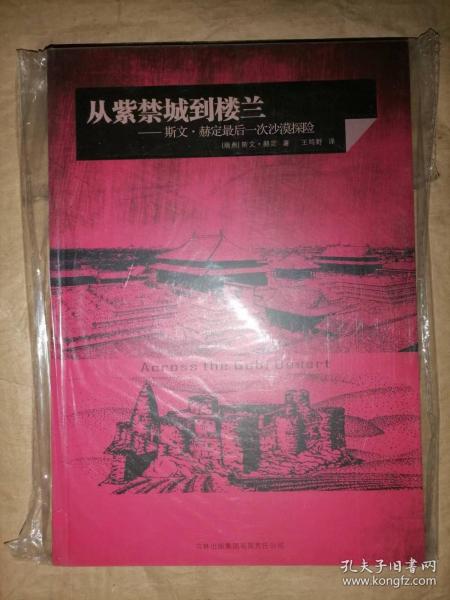 从紫禁城到楼兰
——斯文·赫定最后一次沙漠探险
[瑞典]斯文·赫定 著 王鸣野 译
Across the Gobi Desert
吉林出版集团有限责任公司
孔夫子旧书网
www.kongfz.com